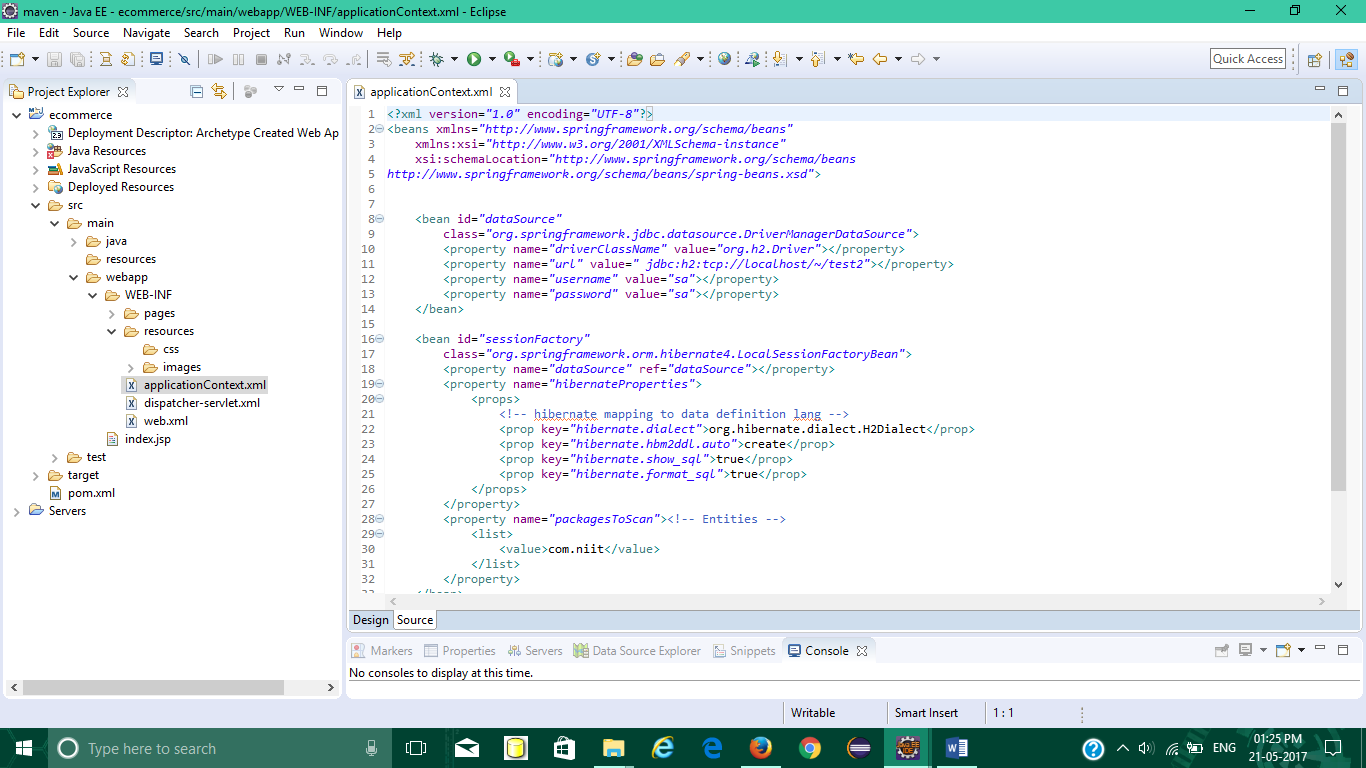 maven - Java EE - ecommerce/src/main/webapp/WEB-INF/applicationContext.xml - Eclipse
File Edit Source Navigate Search Project Run Window Help
Quick Access
Project Explorer
ecommerce
Deployment Descriptor: Archetype Created Web Ap
Java Resources
JavaScript Resources
Deployed Resources
src
main
java
resources
webapp
WEB-INF
pages
resources
css
images
applicationContext.xml
dispatcher-servlet.xml
web.xml
index.jsp
test
target
pom.xml
Servers
applicationContext.xml
1 <?xml version="1.0" encoding="UTF-8"?>
2 <beans xmlns="http://www.springframework.org/schema/beans"
3 xmlns:xsi="http://www.w3.org/2001/XMLSchema-instance"
4 xsi:schemaLocation="http://www.springframework.org/schema/beans
5 http://www.springframework.org/schema/beans/spring-beans.xsd">
6
7
8 <bean id="dataSource"
9 class="org.springframework.jdbc.datasource.DriverManagerDataSource">
10 <property name="driverClassName" value="org.h2.Driver"></property>
11 <property name="url" value=" jdbc:h2:tcp://localhost/~/test2"></property>
12 <property name="username" value="sa"></property>
13 <property name="password" value="sa"></property>
14 </bean>
15
16 <bean id="sessionFactory"
17 class="org.springframework.orm.hibernate4.LocalSessionFactoryBean">
18 <property name="dataSource" ref="dataSource"></property>
19 <property name="hibernateProperties">
20 <props>
21 <!-- hibernate mapping to data definition lang -->
22 <prop key="hibernate.dialect">org.hibernate.dialect.H2Dialect</prop>
23 <prop key="hibernate.hbm2ddl.auto">create</prop>
24 <prop key="hibernate.show_sql">true</prop>
25 <prop key="hibernate.format_sql">true</prop>
26 </props>
27 </property>
28 <property name="packagesToScan"><!-- Entities -->
29 <list>
30 <value>com.niit</value>
31 </list>
32 </property>
33 </bean>
Design Source
Markers Properties Servers Data Source Explorer Snippets Console
No consoles to display at this time.
Writable Smart Insert 1 : 1
Type here to search
ENG
01:25 PM
21-05-2017